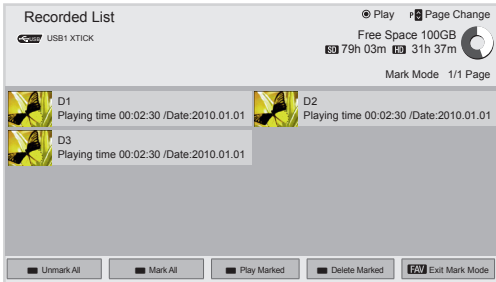 Recorded List
Play P Page Change
USB USB1 XTICK
Free Space 100GB
SD 79h 03m HD 31h 37m
Mark Mode 1/1 Page
D1
Playing time 00:02:30 /Date:2010.01.01
D2
Playing time 00:02:30 /Date:2010.01.01
D3
Playing time 00:02:30 /Date:2010.01.01
Unmark All Mark All Play Marked Delete Marked FAV Exit Mark Mode